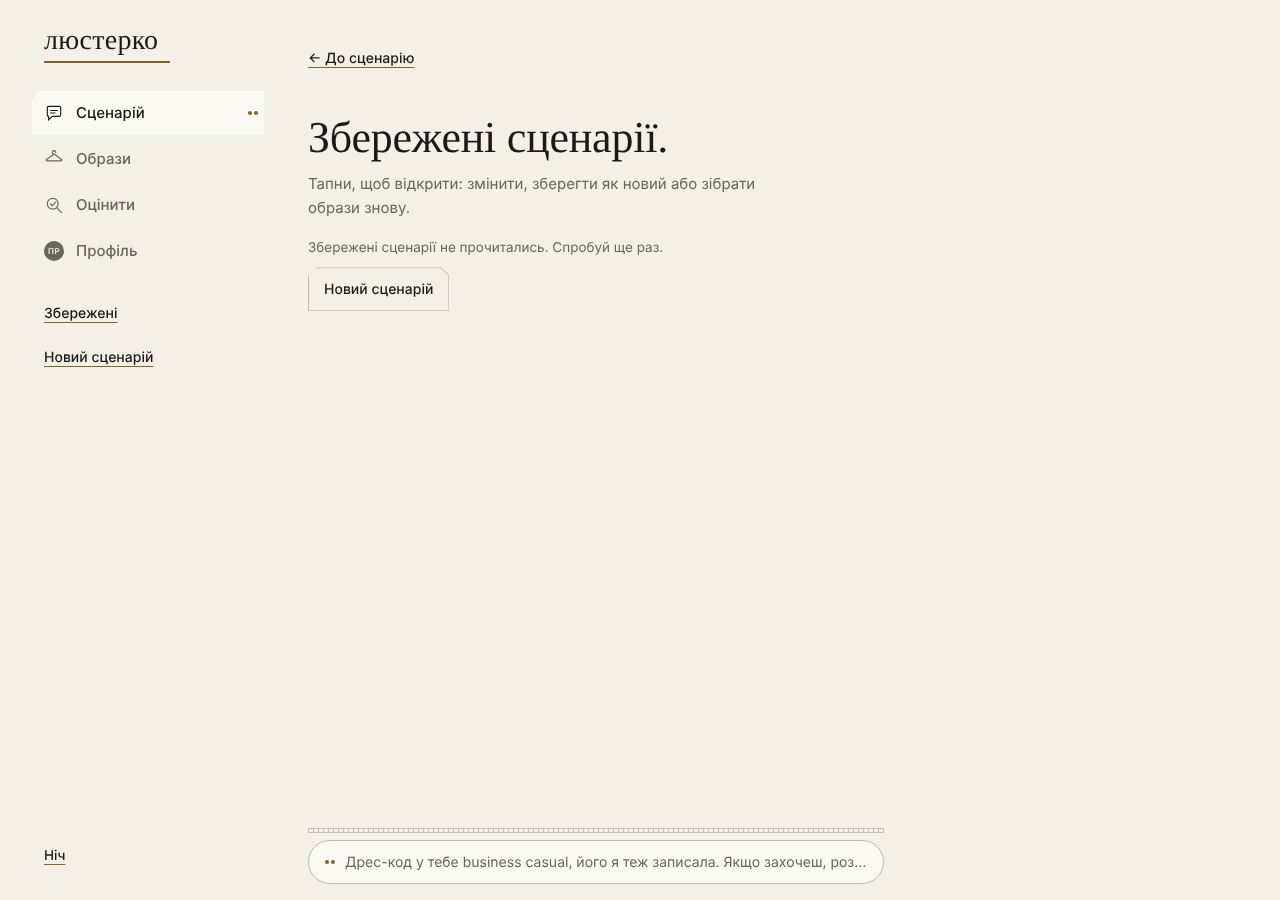 люстерко
Сценарій
Образи
Оцінити
ПР Профіль
Збережені
Новий сценарій
Ніч
← До сценарію
Збережені сценарії.
Тапни, щоб відкрити: змінити, зберегти як новий або зібрати
образи знову.
Збережені сценарії не прочитались. Спробуй ще раз.
Новий сценарій
Дрес-код у тебе business casual, його я теж записала. Якщо захочеш, роз...